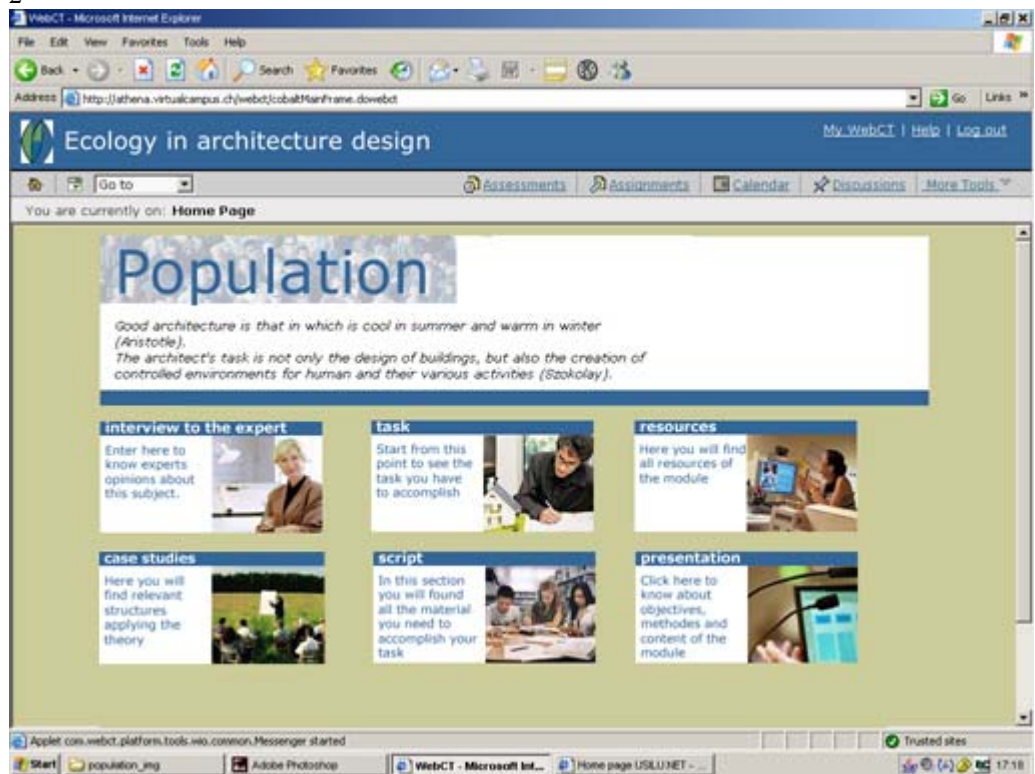 2
WebCT - Microsoft Internet Explorer
File Edit View Favorites Tools Help
Back Search Favorites
Address http://athena.virtualcampus.ch/webct/cobaltMainFrame.dowebct Go Links »
Ecology in architecture design
My WebCT | Help | Log out
Go to Assessments Assignments Calendar Discussions More Tools
You are currently on: Home Page
Population
Good architecture is that in which is cool in summer and warm in winter
(Aristotle).
The architect's task is not only the design of buildings, but also the creation of
controlled environments for human and their various activities (Szokolay).
interview to the expert
Enter here to
know experts
opinions about
this subject.
task
Start from this
point to see the
task you have
to accomplish
resources
Here you will find
all resources of
the module
case studies
Here you will
find relevant
structures
applying the
theory
script
In this section
you will found
all the material
you need to
accomplish your
task
presentation
Click here to
know about
objectives,
methodes and
content of the
module
Applet com.webct.platform.tools.wio.common.Messenger started Trusted sites
Start population_img Adobe Photoshop WebCT - Microsoft Int... Home page USILU.NET - ... 17:18